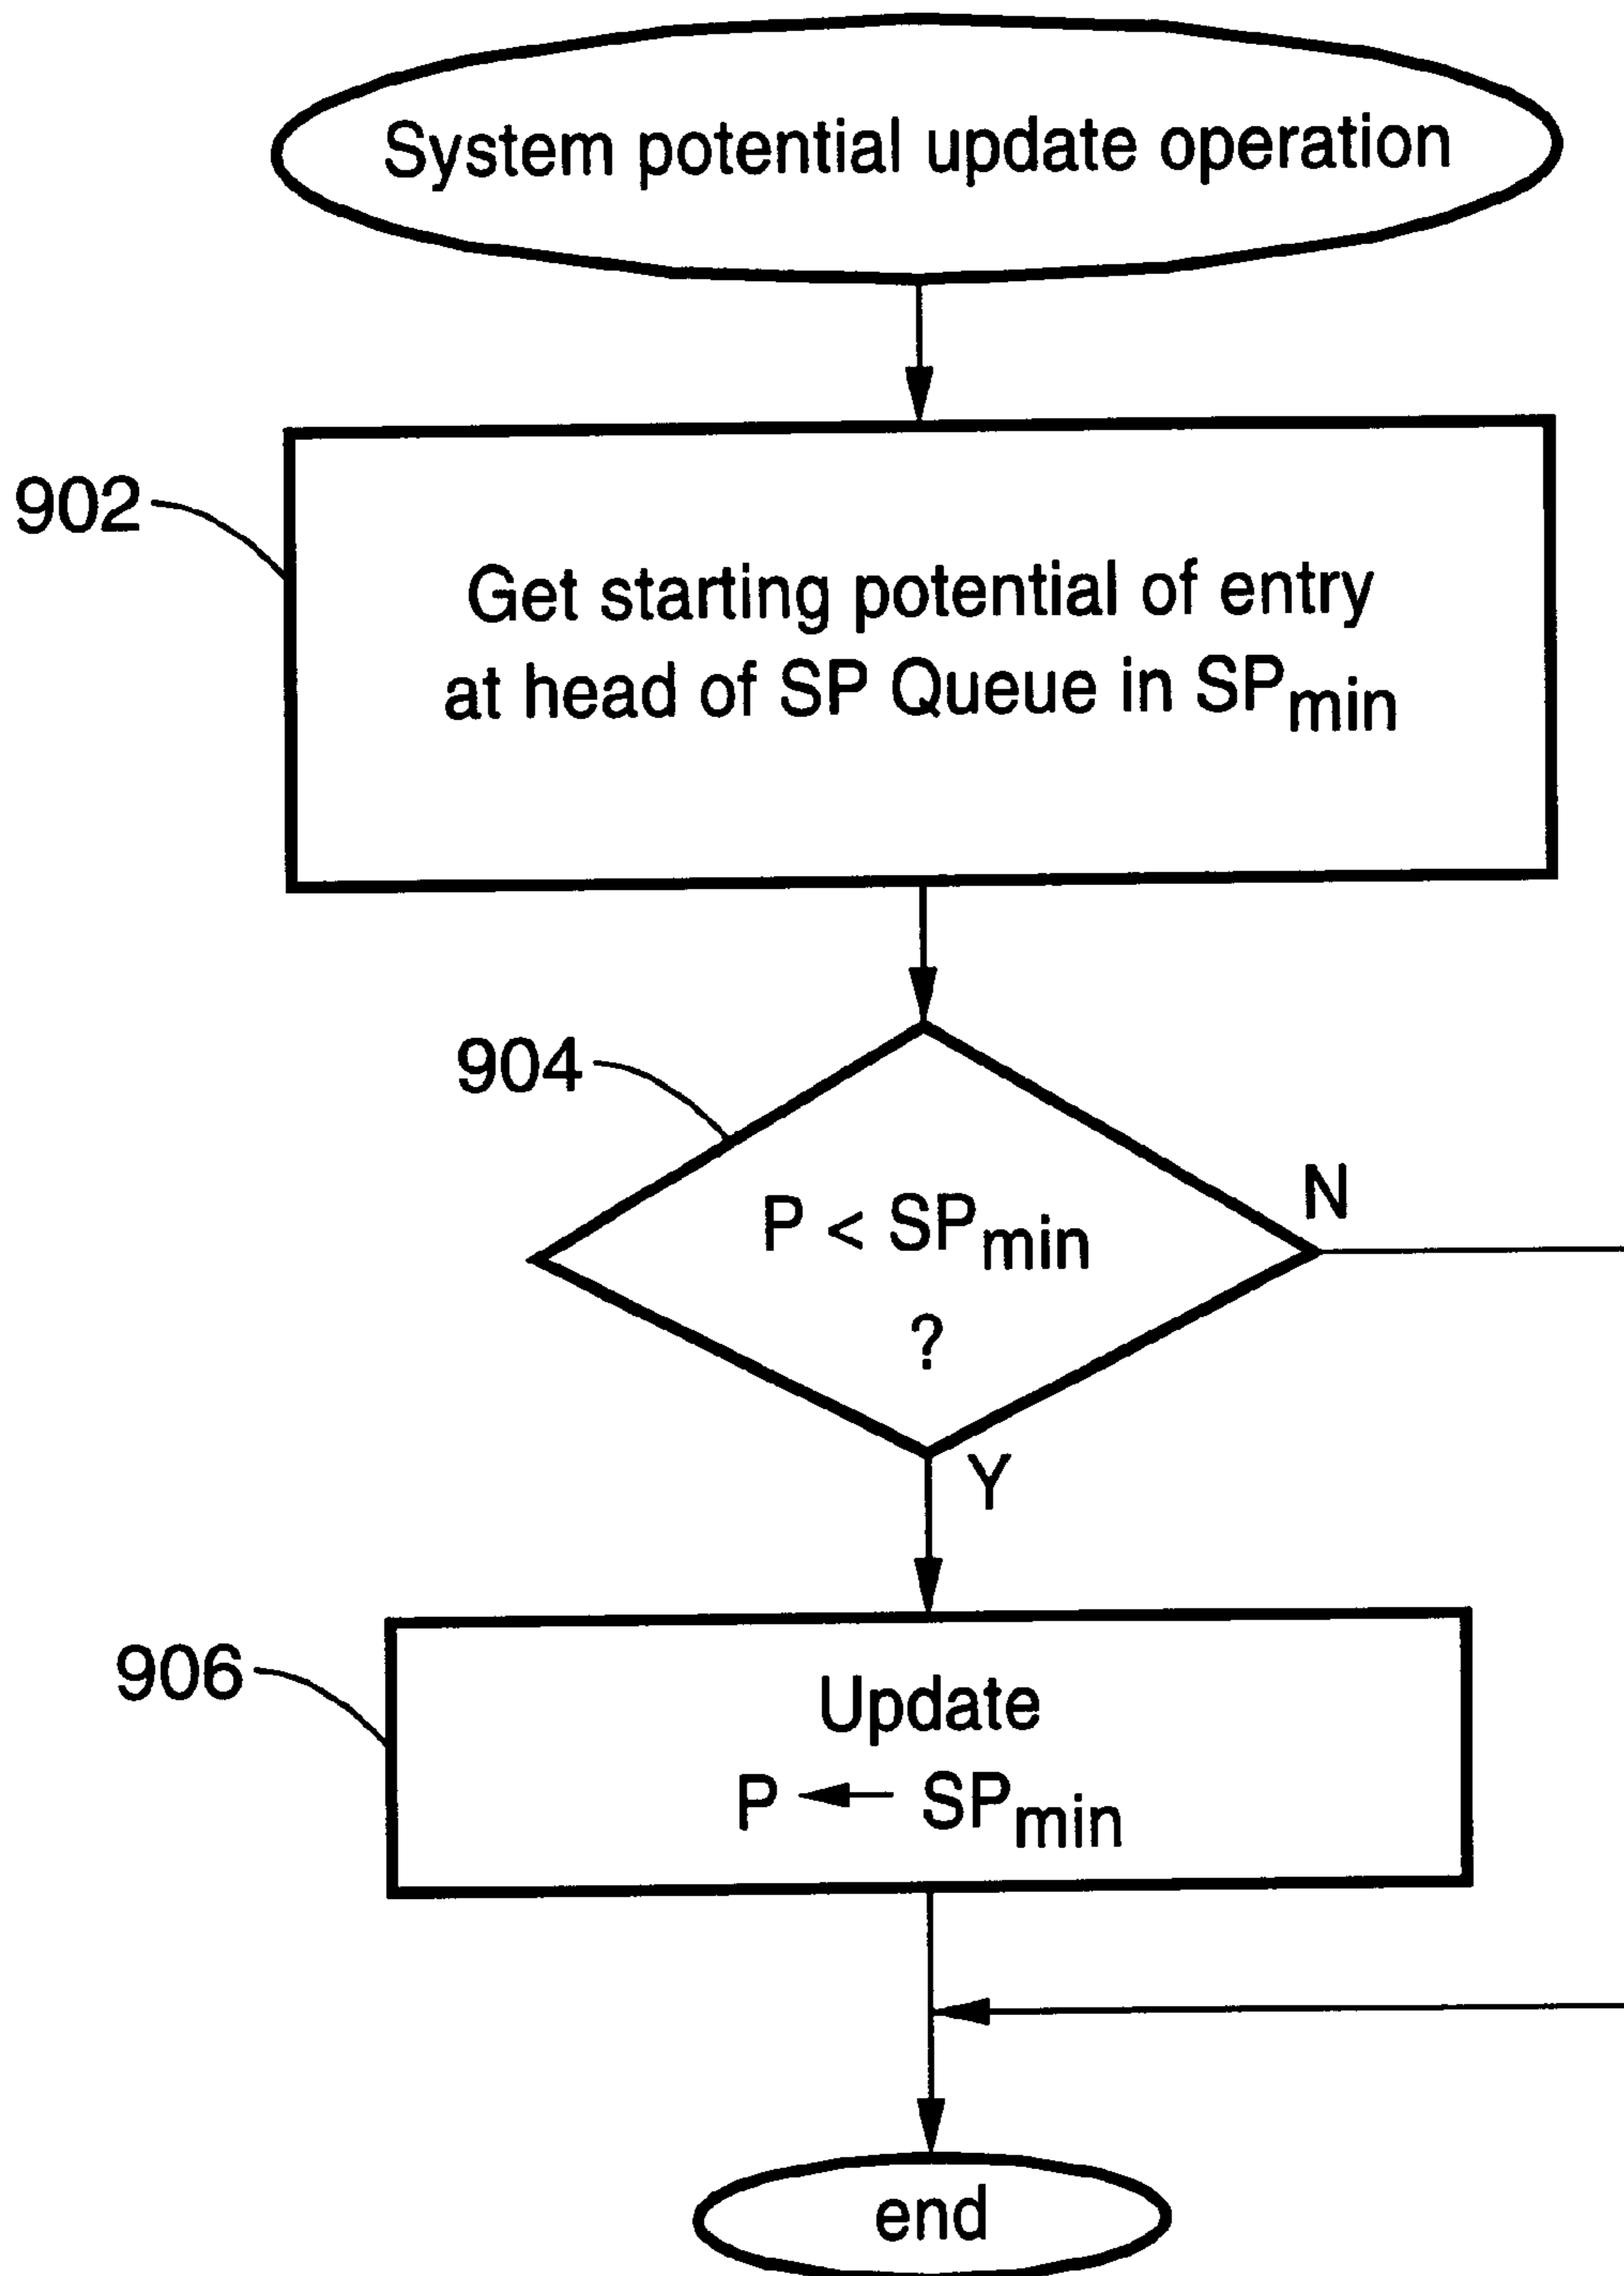 System potential update operation
902
Get starting potential of entry
at head of SP Queue in SPmin
904
P < SPmin
?
N
Y
906
Update
P ← SPmin
end